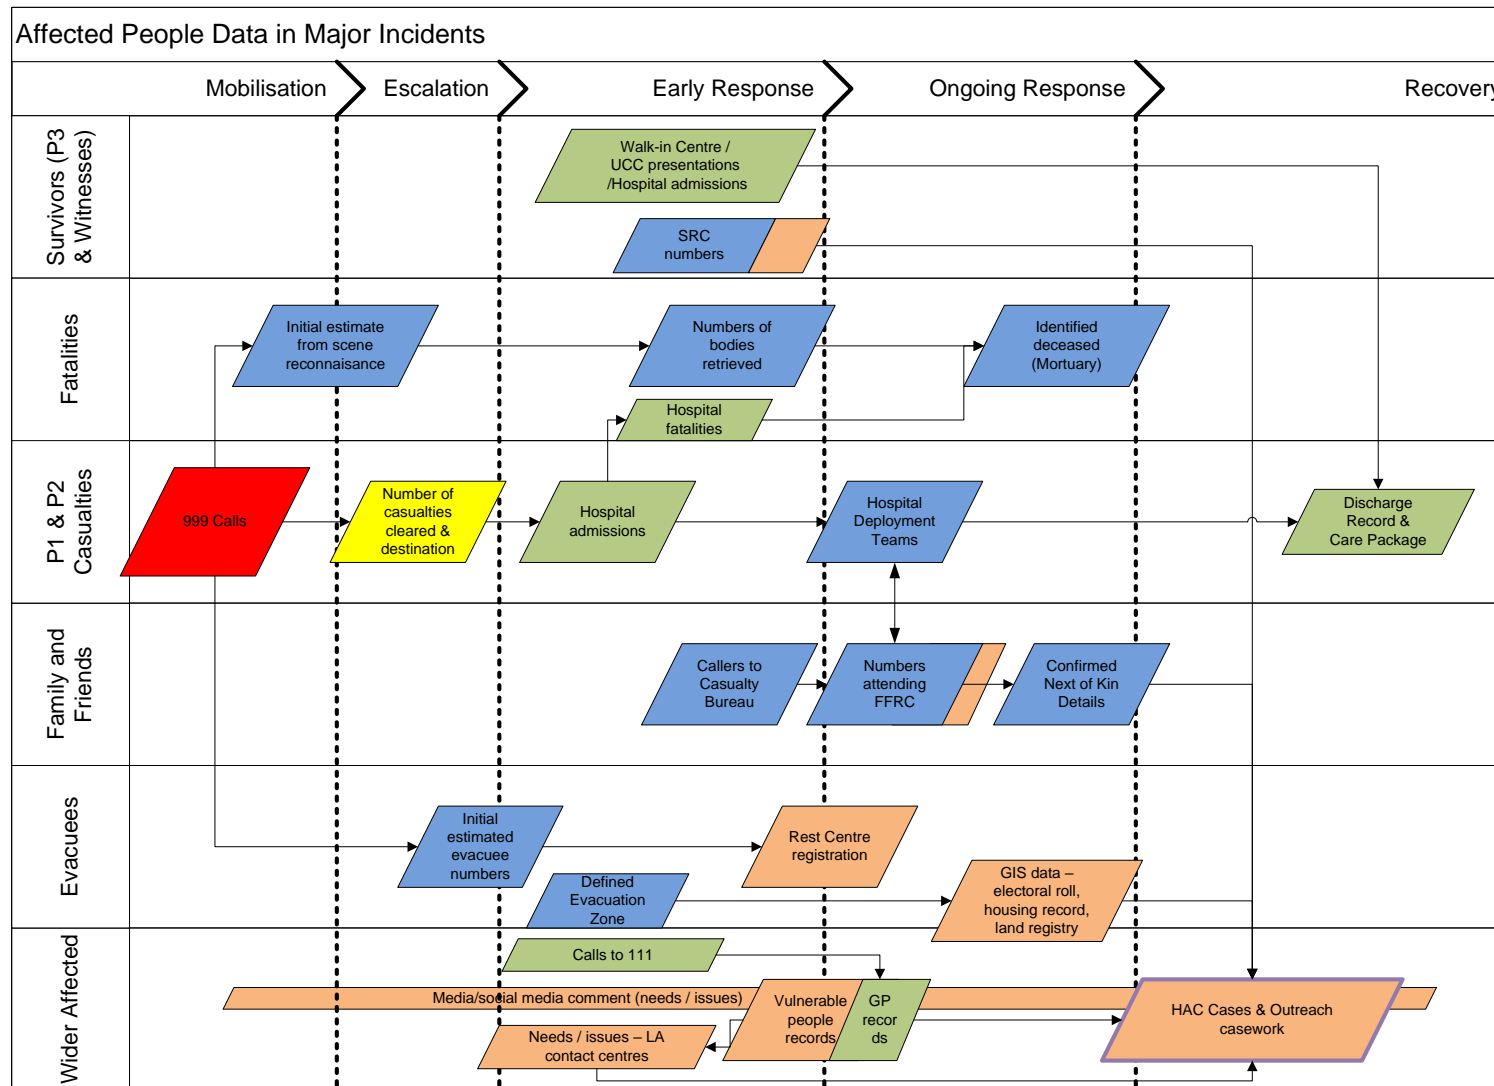 Affected People Data in Major Incidents
Mobilisation
Escalation
Early Response
Ongoing Response
Recovery
Survivors (P3
& Witnesses)
Walk-in Centre /
UCC presentations
/Hospital admissions
SRC
numbers
Fatalities
Initial estimate
from scene
reconnaisance
Numbers of
bodies
retrieved
Identified
deceased
(Mortuary)
Hospital
fatalities
P1 & P2
Casualties
999 Calls
Number of
casualties
cleared &
destination
Hospital
admissions
Hospital
Deployment
Teams
Discharge
Record &
Care Package
Family and
Friends
Callers to
Casualty
Bureau
Numbers
attending
FFRC
Confirmed
Next of Kin
Details
Evacuees
Initial
estimated
evacuee
numbers
Rest Centre
registration
Defined
Evacuation
Zone
GIS data –
electoral roll,
housing record,
land registry
Wider Affected
Calls to 111
Media/social media comment (needs / issues)
Vulnerable
people
records
GP
recor
ds
HAC Cases & Outreach
casework
Needs / issues – LA
contact centres